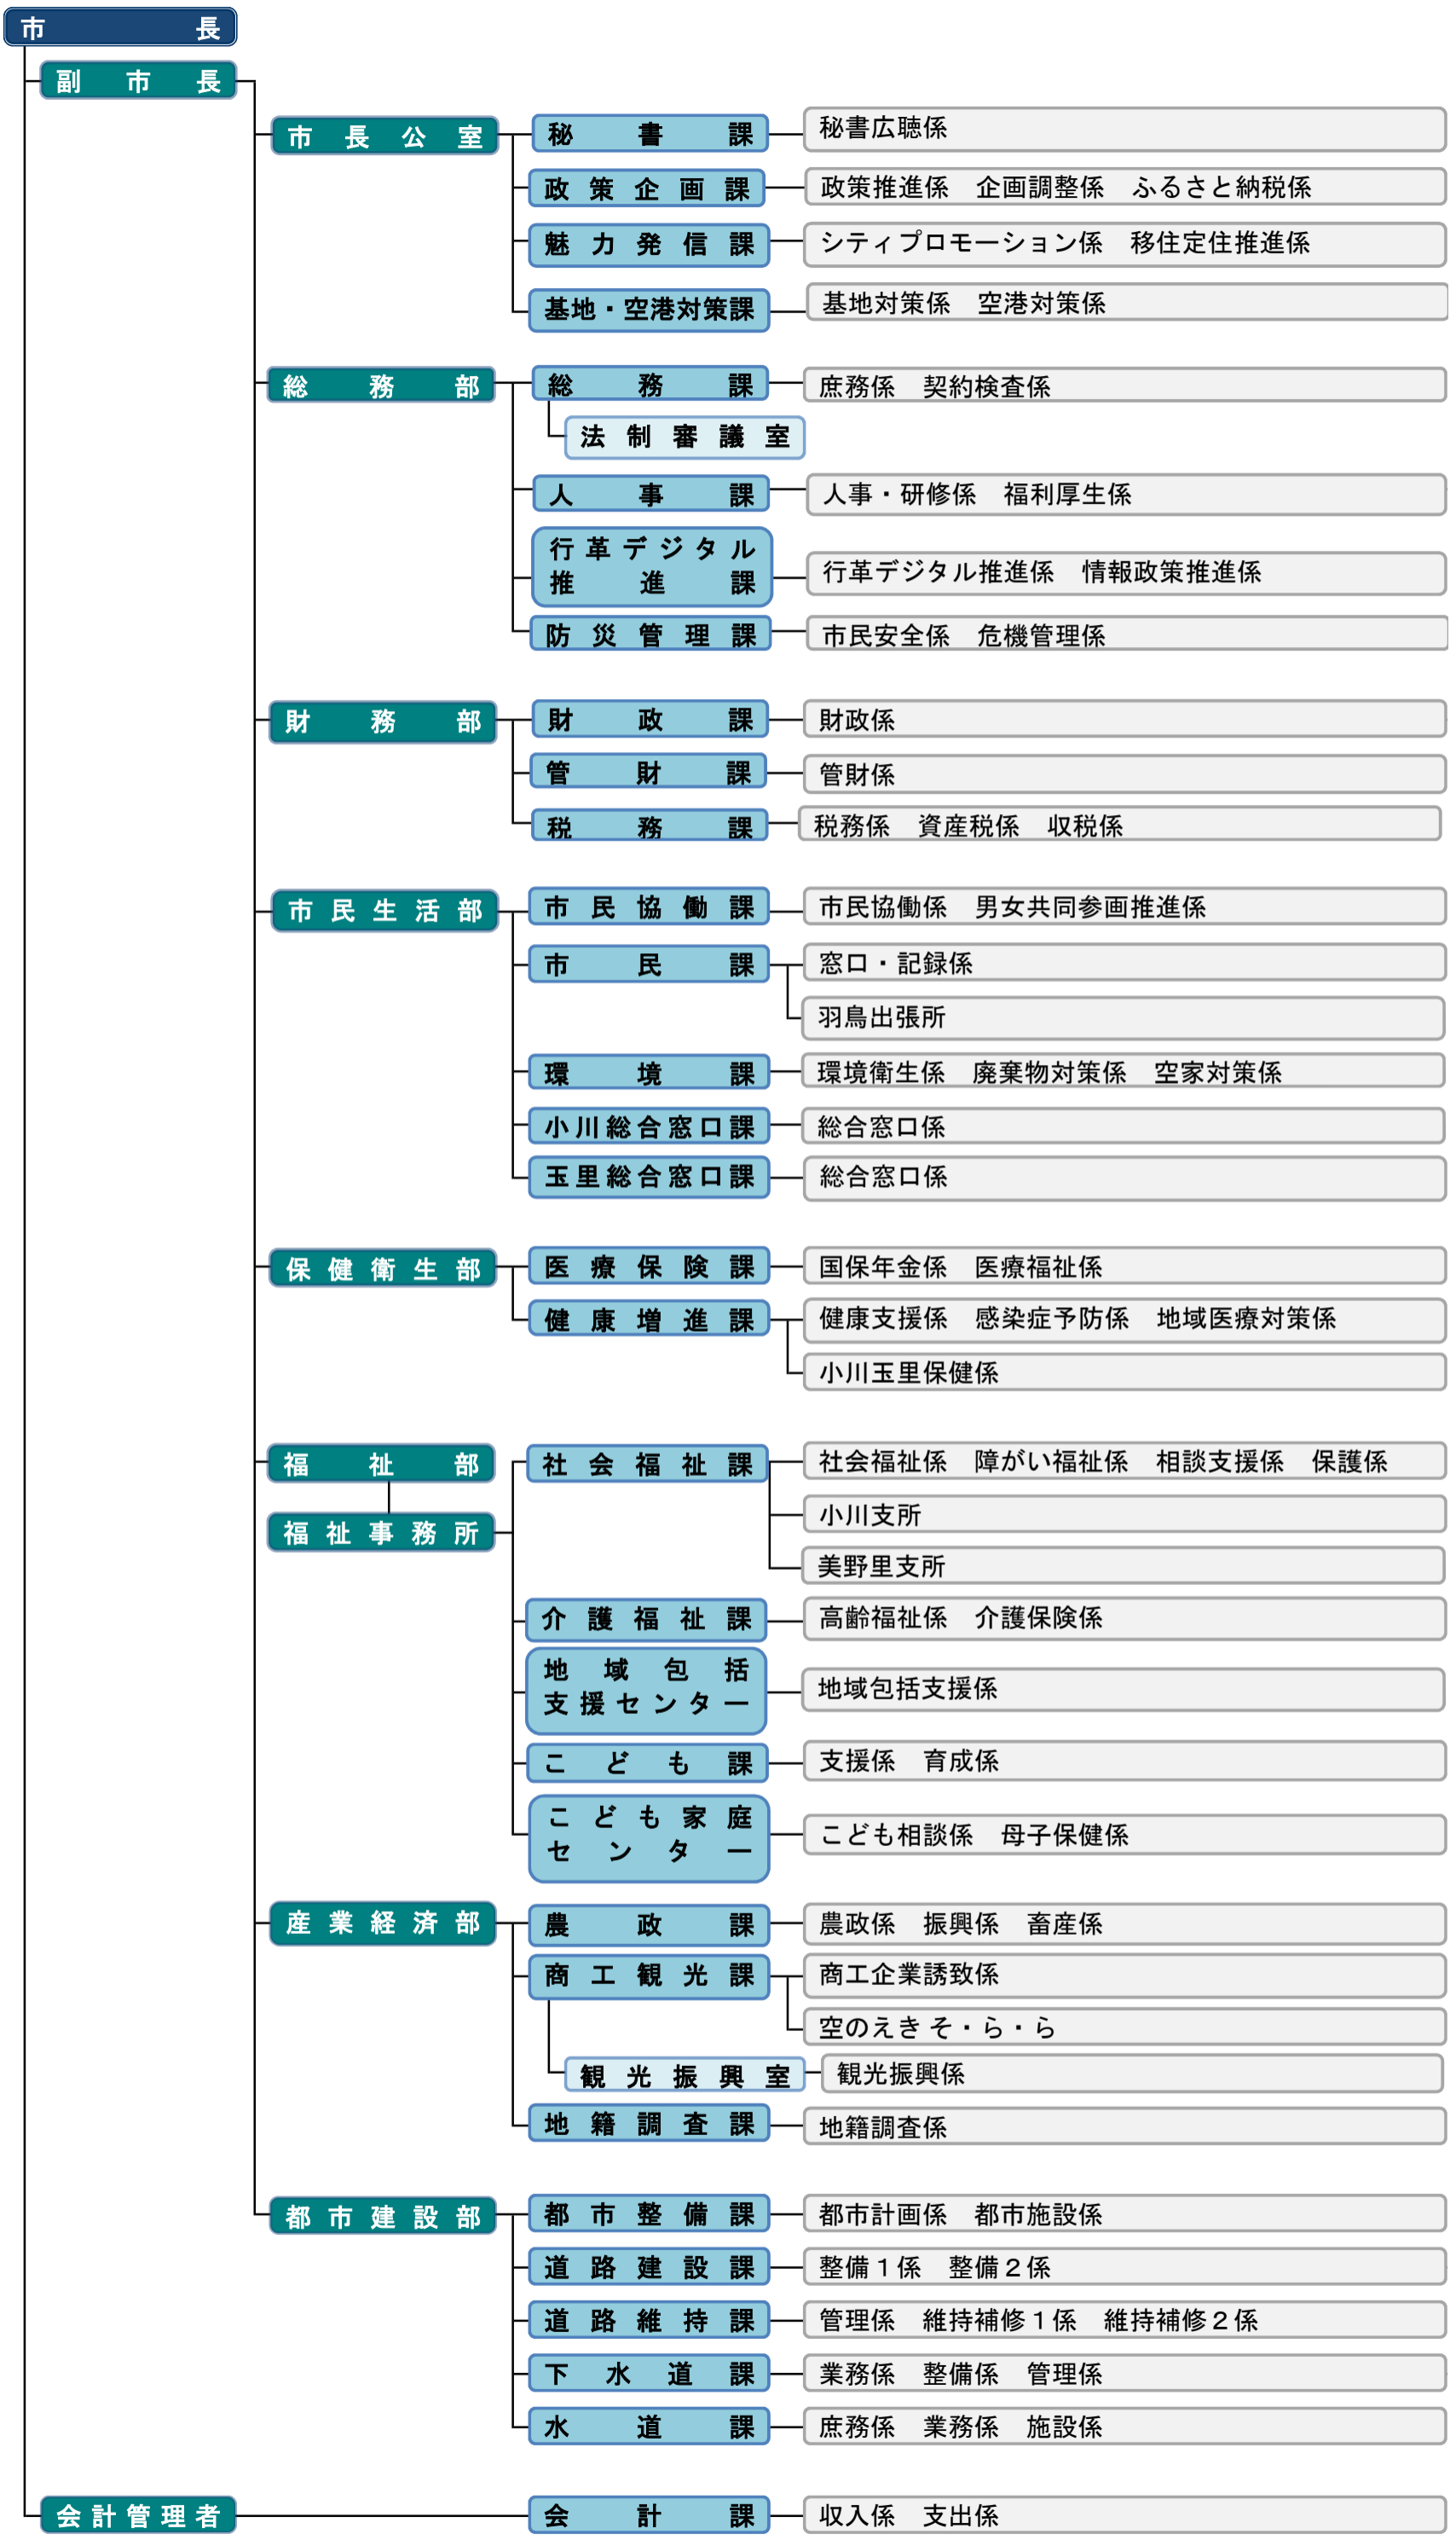 市長
副市長
市長公室
秘書課
秘書広聴係
政策企画課
政策推進係　企画調整係　ふるさと納税係
魅力発信課
シティプロモーション係　移住定住推進係
基地・空港対策課
基地対策係　空港対策係
総務部
総務課
庶務係　契約検査係
法制審議室
人事課
人事・研修係　福利厚生係
行革デジタル
推進課
行革デジタル推進係　情報政策推進係
防災管理課
市民安全係　危機管理係
財務部
財政課
財政係
管財課
管財係
税務課
税務係　資産税係　収税係
市民生活部
市民協働課
市民協働係　男女共同参画推進係
市民課
窓口・記録係
羽鳥出張所
環境課
環境衛生係　廃棄物対策係　空家対策係
小川総合窓口課
総合窓口係
玉里総合窓口課
総合窓口係
保健衛生部
医療保険課
国保年金係　医療福祉係
健康増進課
健康支援係　感染症予防係　地域医療対策係
小川玉里保健係
福祉部
福祉事務所
社会福祉課
社会福祉係　障がい福祉係　相談支援係　保護係
小川支所
美野里支所
介護福祉課
高齢福祉係　介護保険係
地域包括
支援センター
地域包括支援係
こども課
支援係　育成係
こども家庭
センター
こども相談係　母子保健係
産業経済部
農政課
農政係　振興係　畜産係
商工観光課
商工企業誘致係
空のえき そ・ら・ら
観光振興室
観光振興係
地籍調査課
地籍調査係
都市建設部
都市整備課
都市計画係　都市施設係
道路建設課
整備１係　整備２係
道路維持課
管理係　維持補修１係　維持補修２係
下水道課
業務係　整備係　管理係
水道課
庶務係　業務係　施設係
会計管理者
会計課
収入係　支出係